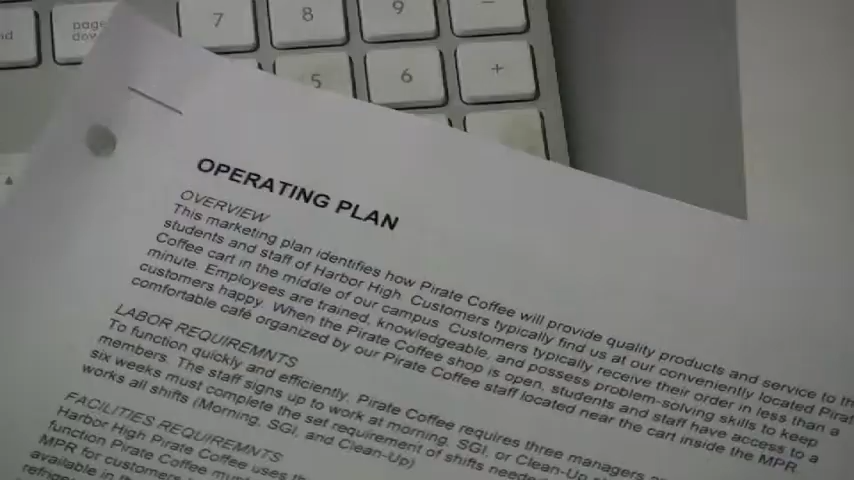 nd
page
7
8
9
-
5
6
+
OPERATING PLAN
OVERVIEW
This marketing plan identifies how Pirate Coffee will provide quality products and service to
students and staff of Harbor High. Customers typically find us at our conveniently located
Coffee cart in the middle of our campus. Customers typically receive their order in less than a
minute. Employees are trained, knowledgeable, and possess problem-solving skills to keep
customers happy. When the Pirate Coffee shop is open, students and staff have access to a
comfortable café organized by our Pirate Coffee staff located near the cart inside the MPR
LABOR REQUIREMNTS
To function quickly and efficiently, Pirate Coffee requires three managers
members. The staff signs up to work at morning, SGI, or Clean-Up
six weeks must complete the set requirement of shifts
works all shifts (Morning, SGI, and Clean-Up)
FACILITIES REQUIREMNTS
Harbor High Pirate Coffee uses
function Pirate Coffee
MPR for customers
available in